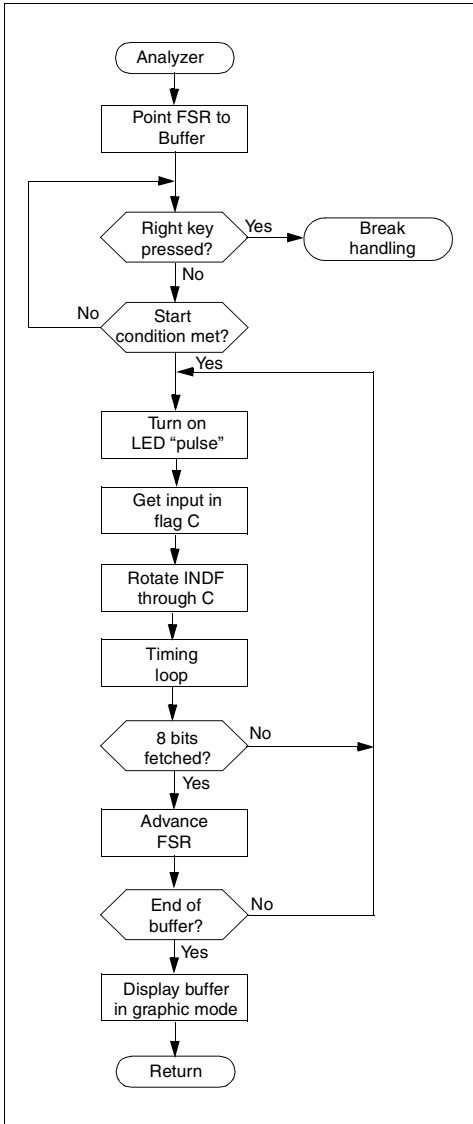 Analyzer
Point FSR to
Buffer
Right key
pressed?
Yes
Break
handling
No
Start
condition met?
No
Yes
Turn on
LED “pulse”
Get input in
flag C
Rotate INDF
through C
Timing
loop
8 bits
fetched?
No
Yes
Advance
FSR
End of
buffer?
No
Yes
Display buffer
in graphic mode
Return